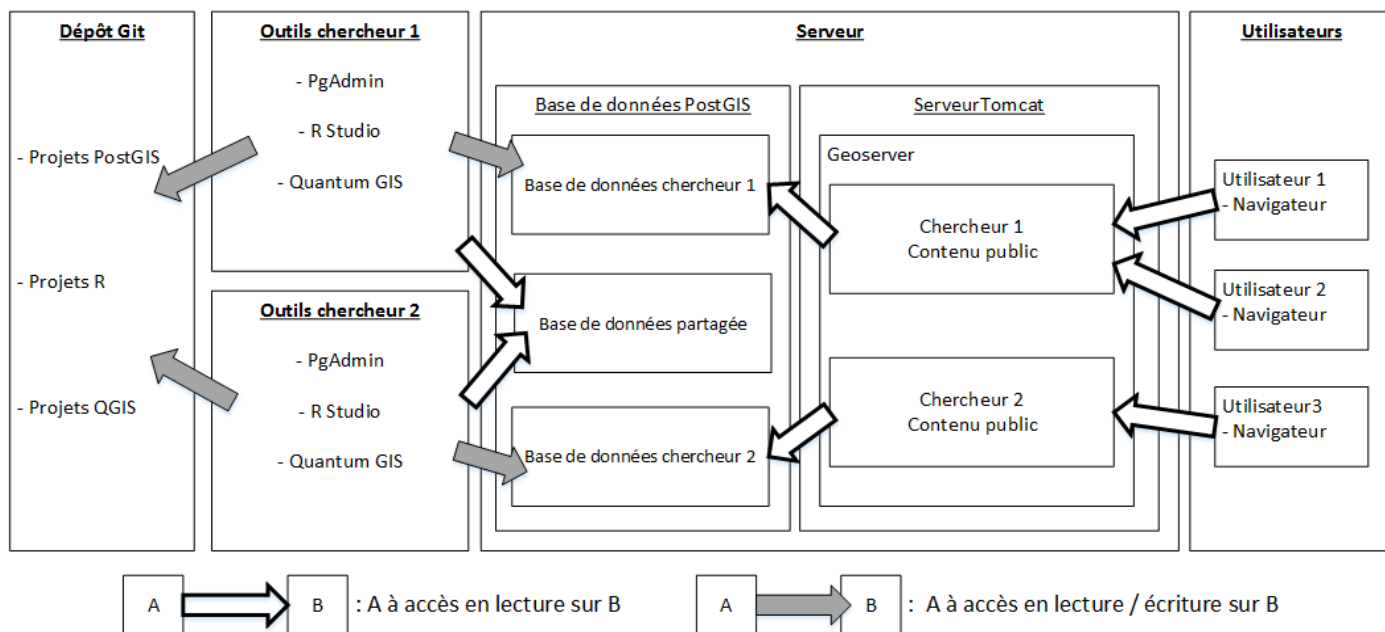 Dépôt Git
- Projets PostGIS
- Projets R
- Projets QGIS
Outils chercheur 1
- PgAdmin
- R Studio
- Quantum GIS
Outils chercheur 2
- PgAdmin
- R Studio
- Quantum GIS
Serveur
Base de données PostGIS
Base de données chercheur 1
Base de données partagée
Base de données chercheur 2
ServeurTomcat
Geoserver
Chercheur 1
Contenu public
Chercheur 2
Contenu public
Utilisateurs
Utilisateur 1
- Navigateur
Utilisateur 2
- Navigateur
Utilisateur3
- Navigateur
A
B
: A à accès en lecture sur B
A
B
: A à accès en lecture / écriture sur B